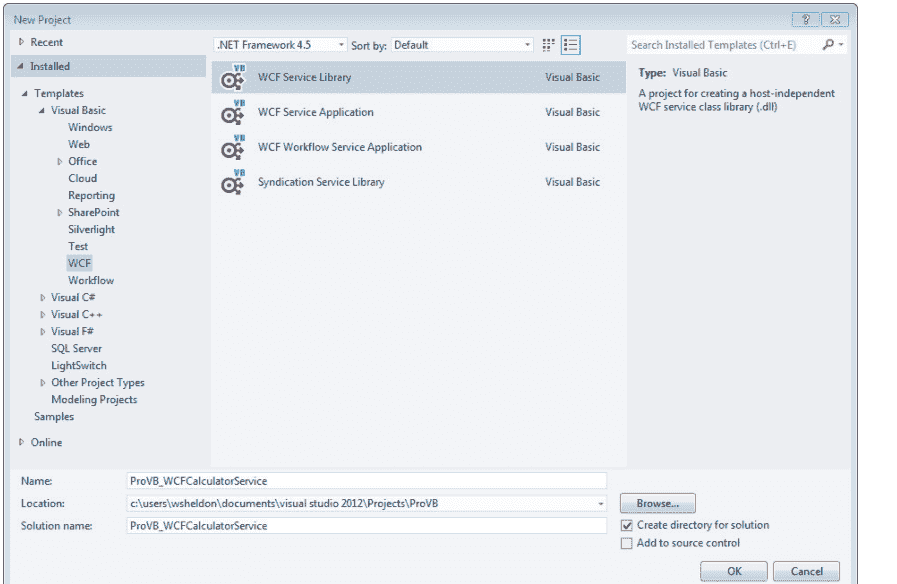 New Project
Recent
.NET Framework 4.5 Sort by: Default
Search Installed Templates (Ctrl+E)
Installed
Templates
Visual Basic
Windows
Web
Office
Cloud
Reporting
SharePoint
Silverlight
Test
WCF
Workflow
Visual C#
Visual C++
Visual F#
SQL Server
LightSwitch
Other Project Types
Modeling Projects
Samples
Online
VB WCF Service Library Visual Basic
VB WCF Service Application Visual Basic
VB WCF Workflow Service Application Visual Basic
VB Syndication Service Library Visual Basic
Type: Visual Basic
A project for creating a host-independent
WCF service class library (.dll)
Name: ProVB_WCFCalculatorService
Location: c:\users\wsheldon\documents\visual studio 2012\Projects\ProVB Browse...
Solution name: ProVB_WCFCalculatorService
Create directory for solution
Add to source control
OK Cancel